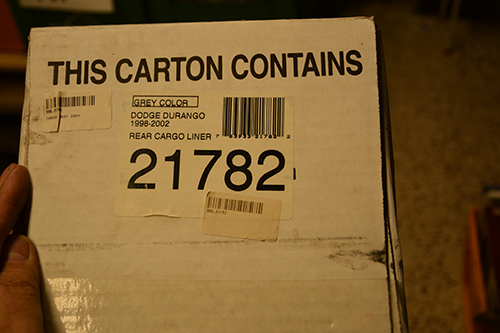 THIS CARTON CONTAINS
GREY COLOR
DODGE DURANGO
1998-2002
REAR CARGO LINER
21782